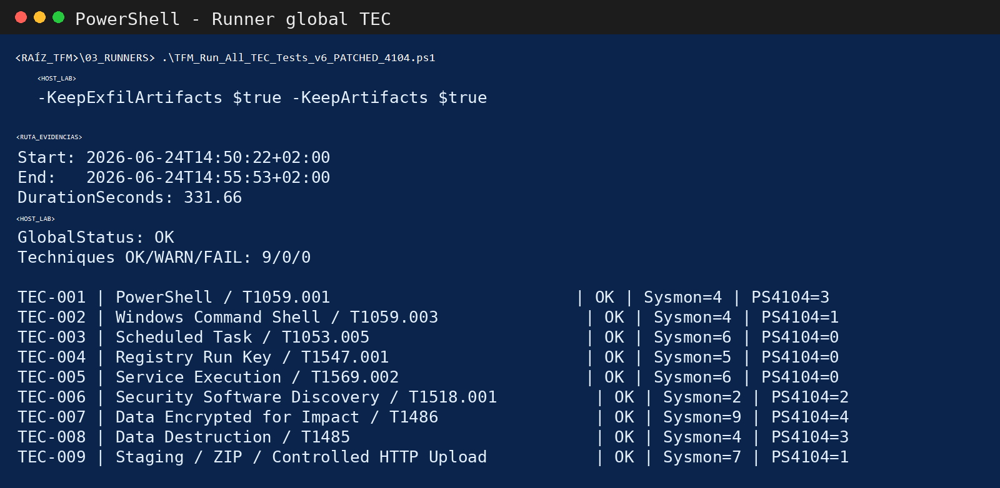 PowerShell - Runner global TEC
<RAÍZ_TFM>\03_RUNNERS> .\TFM_Run_All_TEC_Tests_v6_PATCHED_4104.ps1
<HOST_LAB>
-KeepExfilArtifacts $true -KeepArtifacts $true
<RUTA_EVIDENCIAS>
Start: 2026-06-24T14:50:22+02:00
End:   2026-06-24T14:55:53+02:00
DurationSeconds: 331.66
<HOST_LAB>
GlobalStatus: OK
Techniques OK/WARN/FAIL: 9/0/0
TEC-001 | PowerShell / T1059.001 | OK | Sysmon=4 | PS4104=3
TEC-002 | Windows Command Shell / T1059.003 | OK | Sysmon=4 | PS4104=1
TEC-003 | Scheduled Task / T1053.005 | OK | Sysmon=6 | PS4104=0
TEC-004 | Registry Run Key / T1547.001 | OK | Sysmon=5 | PS4104=0
TEC-005 | Service Execution / T1569.002 | OK | Sysmon=6 | PS4104=0
TEC-006 | Security Software Discovery / T1518.001 | OK | Sysmon=2 | PS4104=2
TEC-007 | Data Encrypted for Impact / T1486 | OK | Sysmon=9 | PS4104=4
TEC-008 | Data Destruction / T1485 | OK | Sysmon=4 | PS4104=3
TEC-009 | Staging / ZIP / Controlled HTTP Upload | OK | Sysmon=7 | PS4104=1